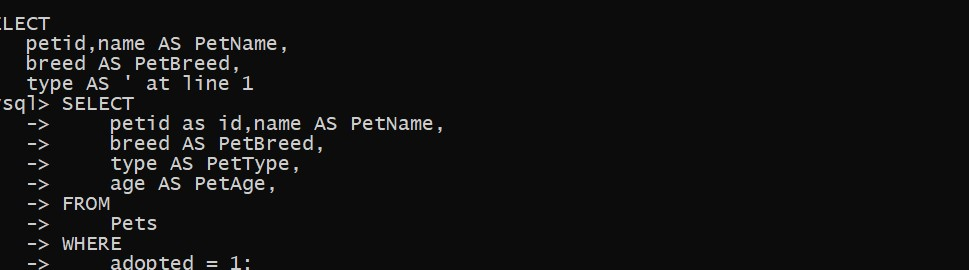 ELECT
petid,name AS PetName,
breed AS PetBreed,
type AS ' at line 1
ysql> SELECT
-> petid as id,name AS PetName,
-> breed AS PetBreed,
-> type AS PetType,
-> age AS PetAge,
-> FROM
-> Pets
-> WHERE
-> adopted = 1;